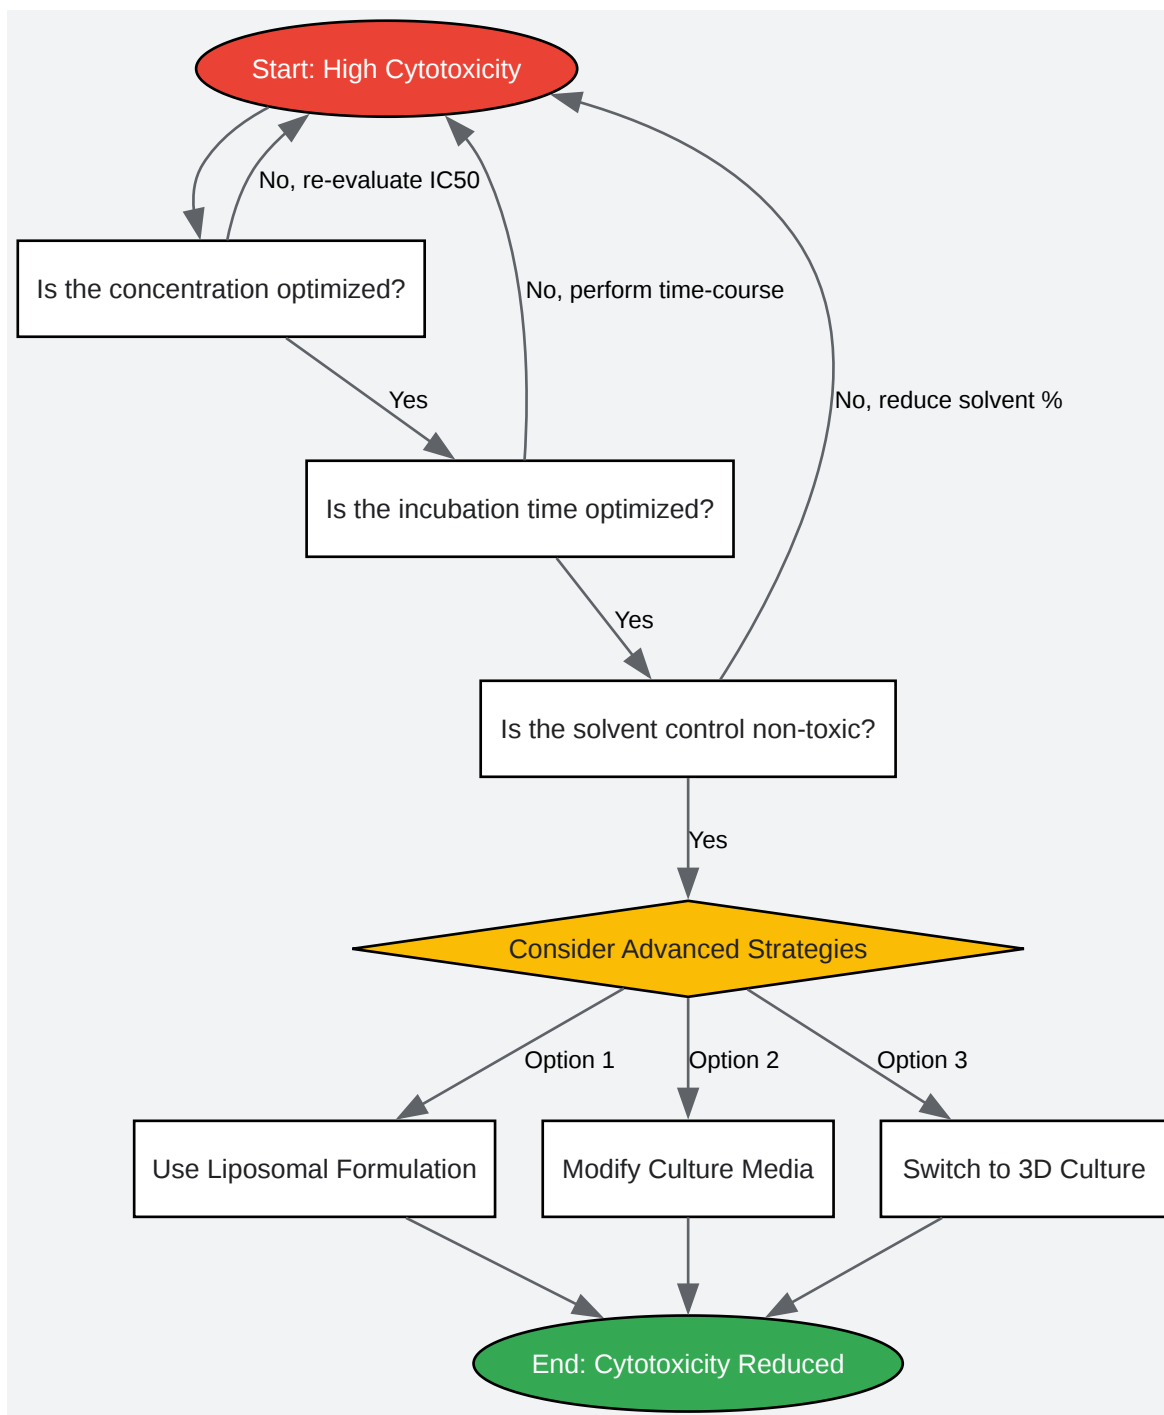 Start: High Cytotoxicity
No, re-evaluate IC50
Is the concentration optimized?
No, perform time-course
Yes
No, reduce solvent %
Is the incubation time optimized?
Yes
Is the solvent control non-toxic?
Yes
Consider Advanced Strategies
Option 1
Option 2
Option 3
Use Liposomal Formulation
Modify Culture Media
Switch to 3D Culture
End: Cytotoxicity Reduced